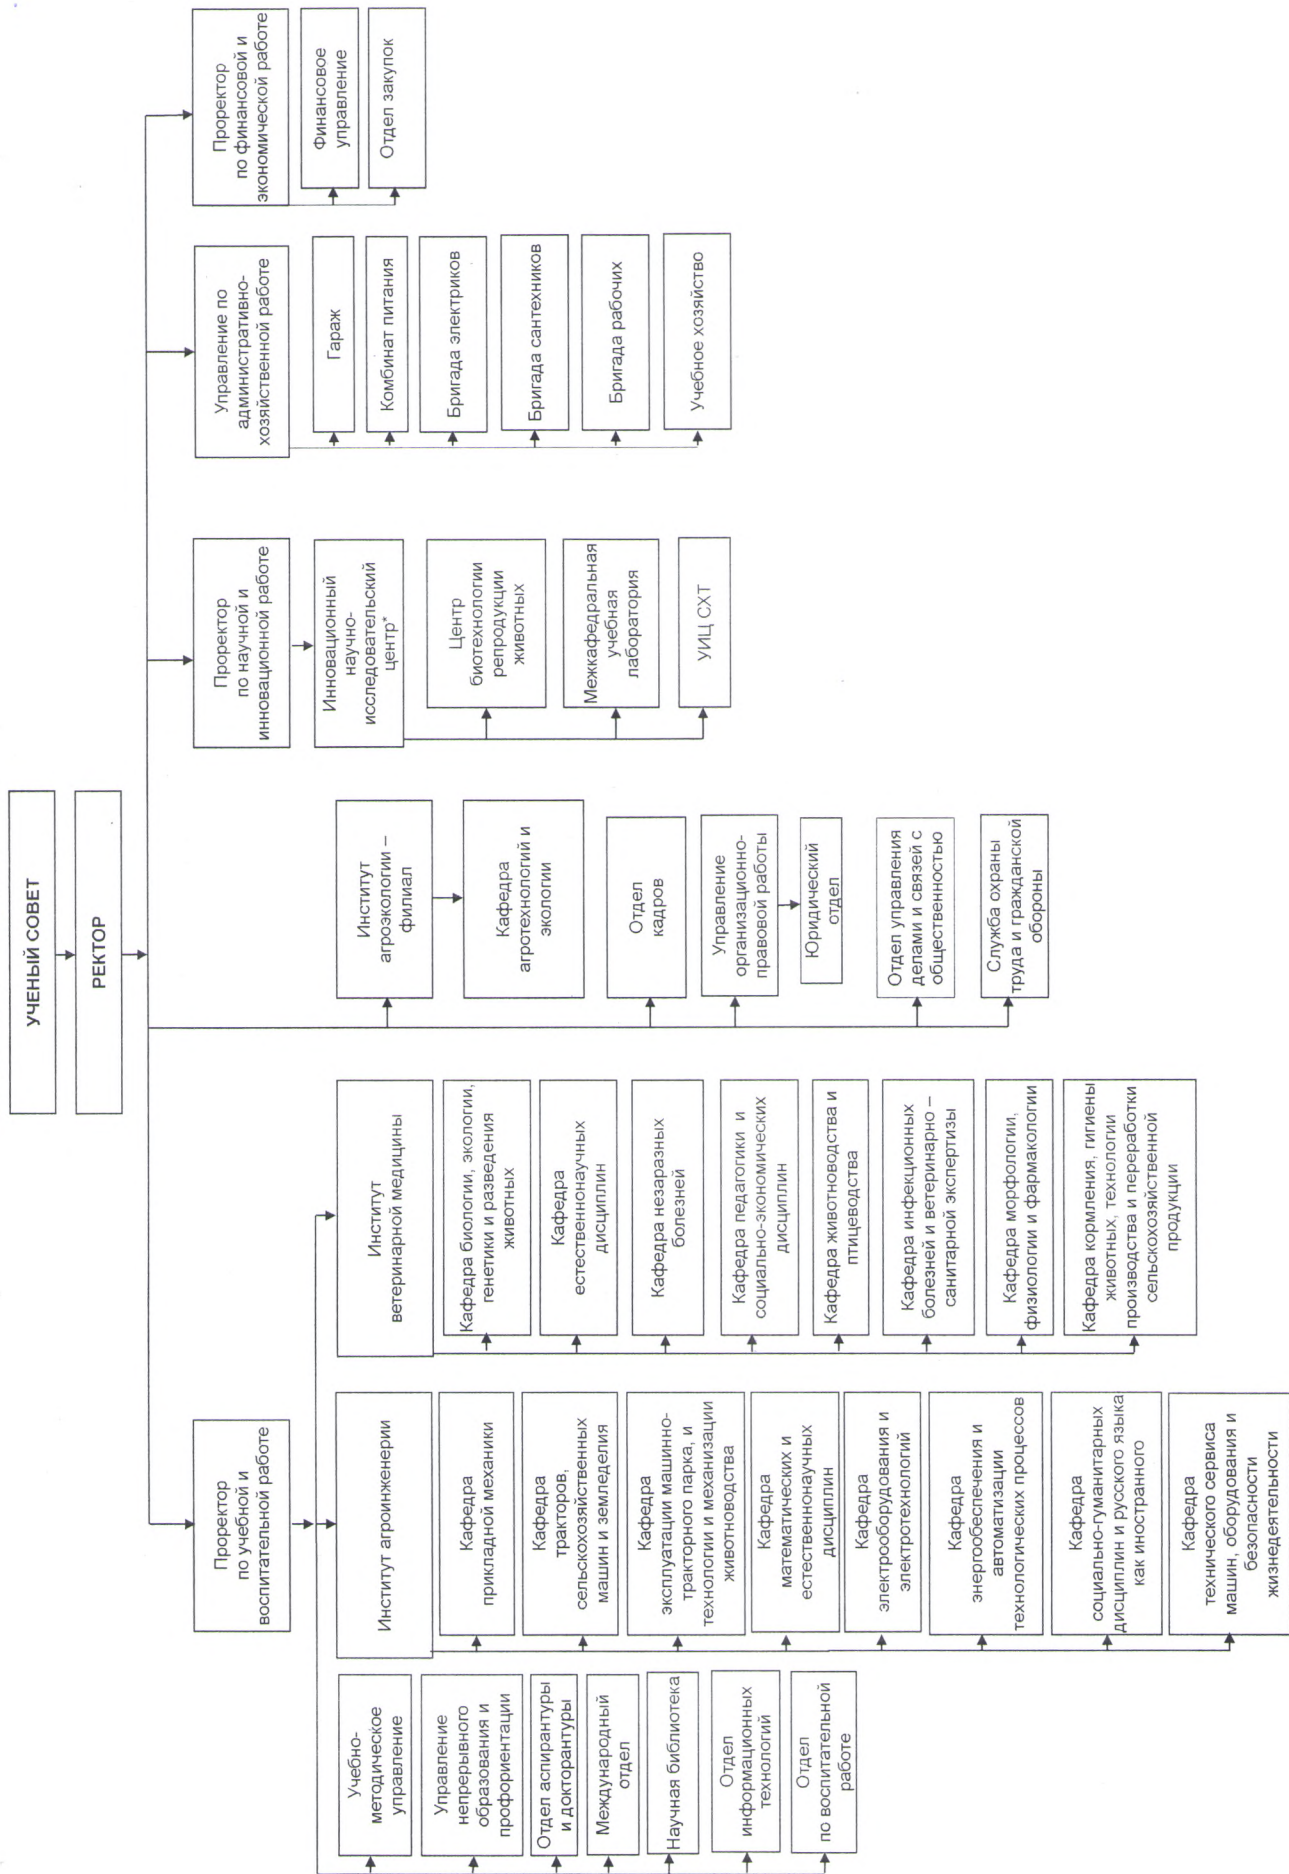 УЧЕНЫЙ СОВЕТ
РЕКТОР
Проректор
по учебной и
воспитательной работе
Учебно-
методическое
управление
Управление
непрерывного
образования и
профориентации
Отдел аспирантуры
и докторантуры
Международный
отдел
Научная библиотека
Отдел
информационных
технологий
Отдел
по воспитательной
работе
Институт агроинженерии
Кафедра
прикладной механики
Кафедра
тракторов,
сельскохозяйственных
машин и земледелия
Кафедра
эксплуатации машинно-
тракторного парка, и
технологии и механизации
животноводства
Кафедра
математических и
естественнонаучных
дисциплин
Кафедра
электрооборудования и
электротехнологий
Кафедра
энергообеспечения и
автоматизации
технологических процессов
Кафедра
социально-гуманитарных
дисциплин и русского языка
как иностранного
Кафедра
технического сервиса
машин, оборудования и
безопасности
жизнедеятельности
Институт
ветеринарной медицины
Кафедра биологии, экологии,
генетики и разведения
животных
Кафедра
естественнонаучных
дисциплин
Кафедра незаразных
болезней
Кафедра педагогики и
социально-экономических
дисциплин
Кафедра животноводства и
птицеводства
Кафедра инфекционных
болезней и ветеринарно –
санитарной экспертизы
Кафедра морфологии,
физиологии и фармакологии
Кафедра кормления, гигиены
животных, технологии
производства и переработки
сельскохозяйственной
продукции
Институт
агроэкологии –
филиал
Кафедра
агротехнологий и
экологии
Отдел
кадров
Управление
организационно-
правовой работы
Юридический
отдел
Отдел управления
делами и связей с
общественностью
Служба охраны
труда и гражданской
обороны
Проректор
по научной и
инновационной работе
Инновационный
научно-
исследовательский
центр*
Центр
биотехнологии
репродукции
животных
Межкафедральная
учебная
лаборатория
УИЦ СХТ
Управление по
административно-
хозяйственной работе
Гараж
Комбинат питания
Бригада электриков
Бригада сантехников
Бригада рабочих
Учебное хозяйство
Проректор
по финансовой и
экономической работе
Финансовое
управление
Отдел закупок